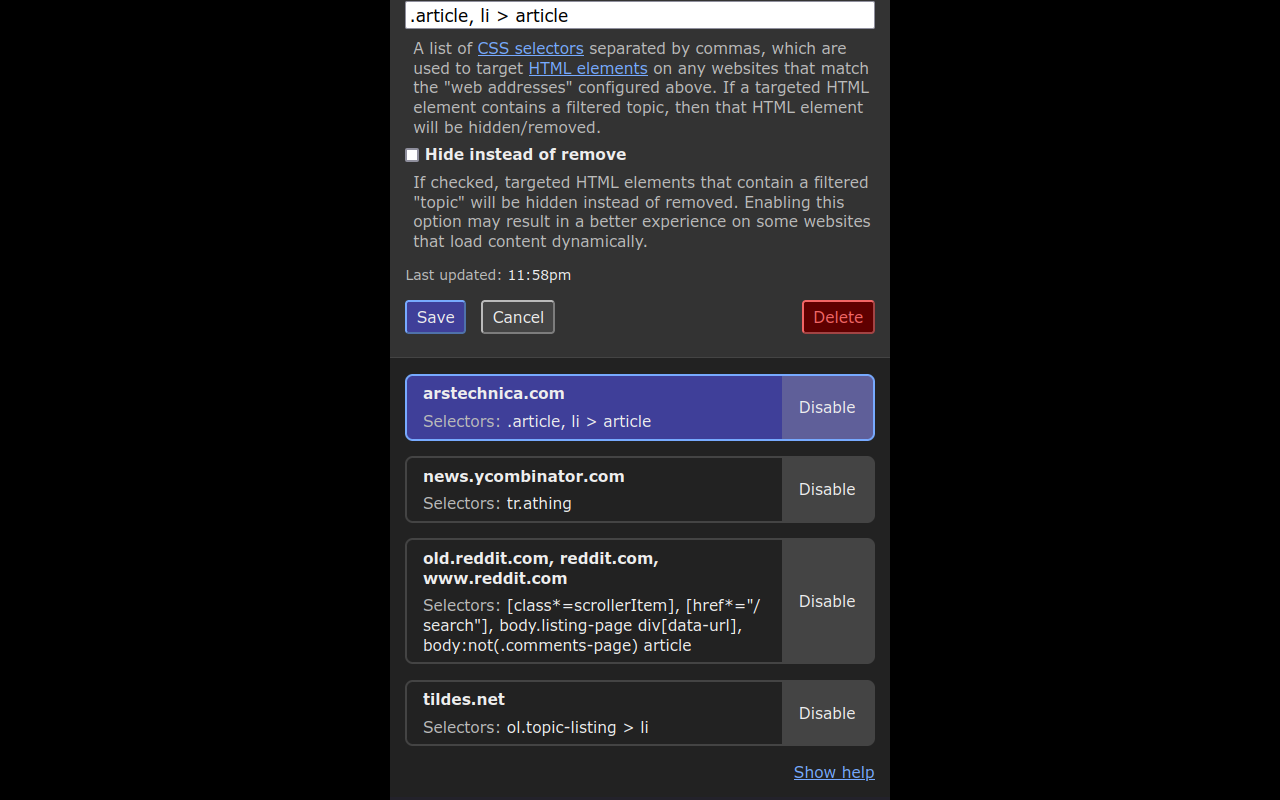 .article, li > article
A list of CSS selectors separated by commas, which are
used to target HTML elements on any websites that match
the "web addresses" configured above. If a targeted HTML
element contains a filtered topic, then that HTML element
will be hidden/removed.
Hide instead of remove
If checked, targeted HTML elements that contain a filtered
"topic" will be hidden instead of removed. Enabling this
option may result in a better experience on some websites
that load content dynamically.
Last updated: 11:58pm
Save Cancel Delete
arstechnica.com
Selectors: .article, li > article
Disable
news.ycombinator.com
Selectors: tr.athing
Disable
old.reddit.com, reddit.com,
www.reddit.com
Selectors: [class*=scrollerItem], [href*="/
search"], body.listing-page div[data-url],
body:not(.comments-page) article
Disable
tildes.net
Selectors: ol.topic-listing > li
Disable
Show help